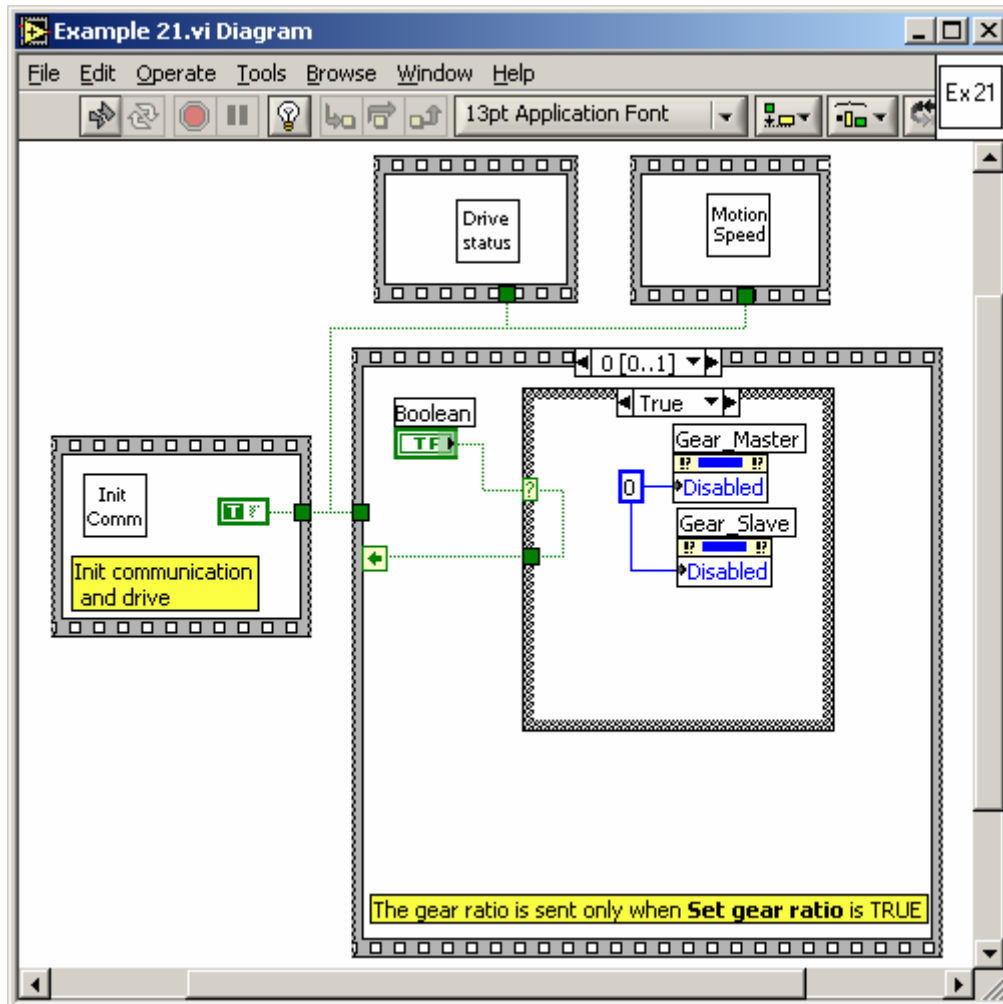 Example 21.vi Diagram
File Edit Operate Tools Browse Window Help
Ex 21
13pt Application Font
Drive
status
Motion
Speed
0 [0..1]
True
Boolean
TF
Gear_Master
!? !?
Disabled
0
Gear_Slave
!? !?
Disabled
?
Init
Comm
T
Init communication
and drive
The gear ratio is sent only when Set gear ratio is TRUE